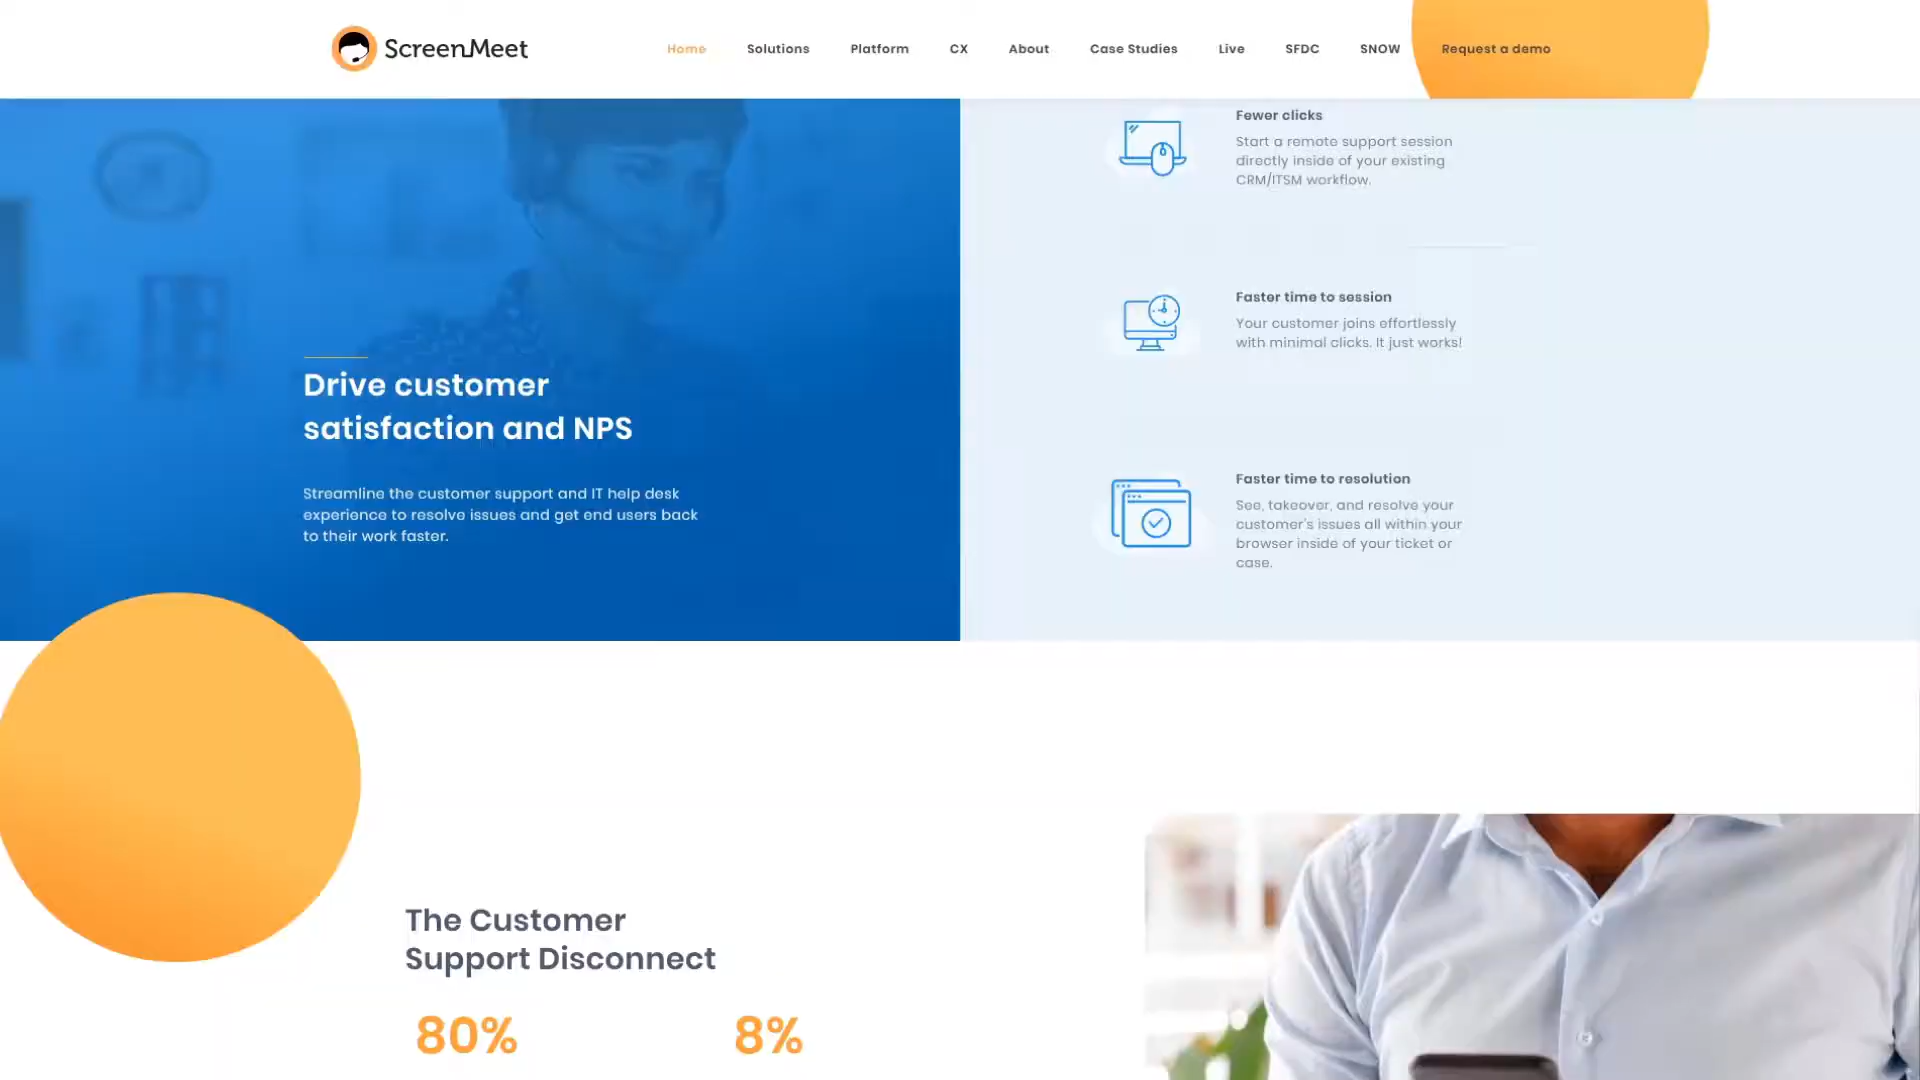 ScreenMeet
Home Solutions Platform CX About Case Studies Live SFDC SNOW Request a demo
Drive customer
satisfaction and NPS
Streamline the customer support and IT help desk
experience to resolve issues and get end users back
to their work faster.
Fewer clicks
Start a remote support session
directly inside of your existing
CRM/ITSM workflow.
Faster time to session
Your customer joins effortlessly
with minimal clicks. It just works!
Faster time to resolution
See, takeover, and resolve your
customer's issues all within your
browser inside of your ticket or
case.
The Customer
Support Disconnect
80% 8%